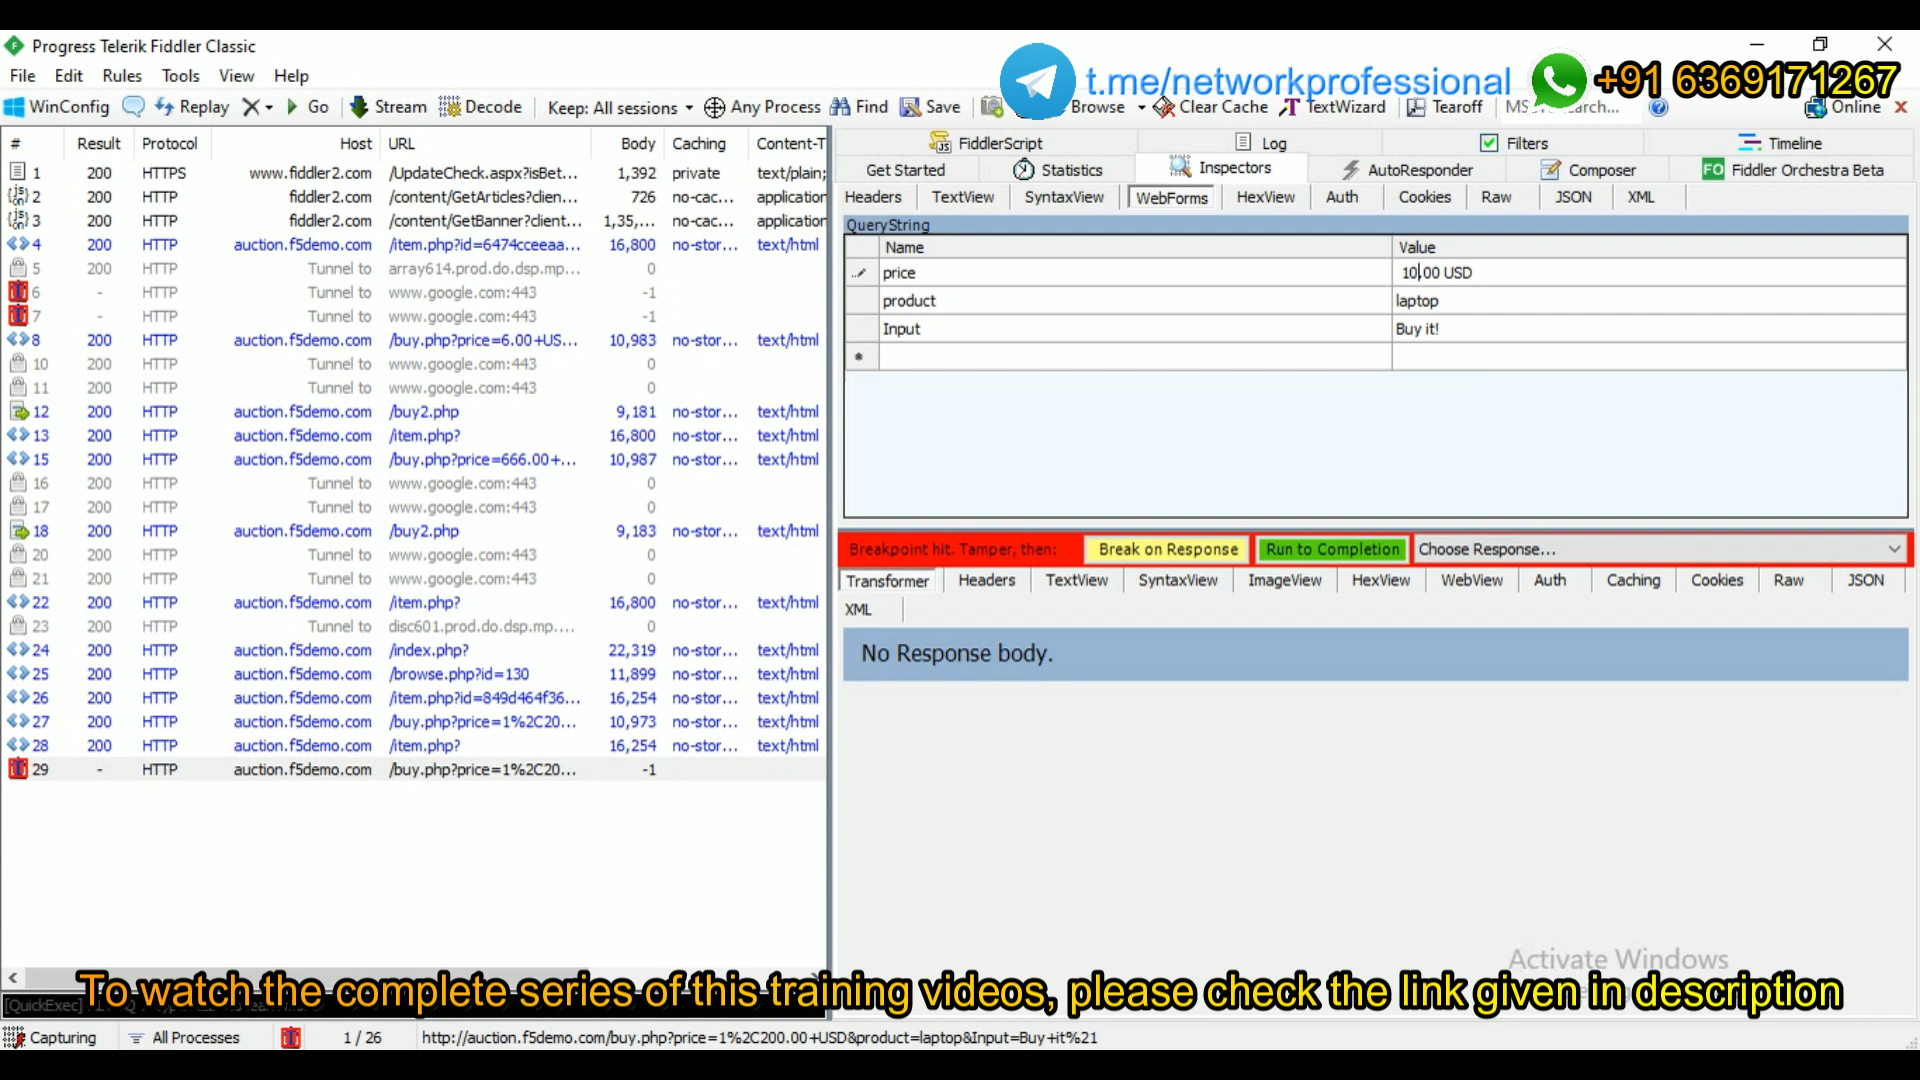 Progress Telerik Fiddler Classic
File Edit Rules Tools View Help
t.me/networkprofessional
+91 6369171267
WinConfig Replay Go Stream Decode Keep: All sessions Any Process Find Save Browse Clear Cache TextWizard Tearoff Online
# Result Protocol Host URL Body Caching Content-T
1 200 HTTPS www.fiddler2.com /UpdateCheck.aspx?isBet... 1,392 private text/plain;
2 200 HTTP fiddler2.com /content/GetArticles?clien... 726 no-cac... application
3 200 HTTP fiddler2.com /content/GetBanner?client... 1,35,... no-cac... application
4 200 HTTP auction.f5demo.com /item.php?id=6474cceeaa... 16,800 no-stor... text/html
5 200 HTTP Tunnel to array614.prod.do.dsp.mp... 0
6 - HTTP Tunnel to www.google.com:443 -1
7 - HTTP Tunnel to www.google.com:443 -1
8 200 HTTP auction.f5demo.com /buy.php?price=6.00+US... 10,983 no-stor... text/html
10 200 HTTP Tunnel to www.google.com:443 0
11 200 HTTP Tunnel to www.google.com:443 0
12 200 HTTP auction.f5demo.com /buy2.php 9,181 no-stor... text/html
13 200 HTTP auction.f5demo.com /item.php? 16,800 no-stor... text/html
15 200 HTTP auction.f5demo.com /buy.php?price=666.00+... 10,987 no-stor... text/html
16 200 HTTP Tunnel to www.google.com:443 0
17 200 HTTP Tunnel to www.google.com:443 0
18 200 HTTP auction.f5demo.com /buy2.php 9,183 no-stor... text/html
20 200 HTTP Tunnel to www.google.com:443 0
21 200 HTTP Tunnel to www.google.com:443 0
22 200 HTTP auction.f5demo.com /item.php? 16,800 no-stor... text/html
23 200 HTTP Tunnel to disc601.prod.do.dsp.mp.... 0
24 200 HTTP auction.f5demo.com /index.php? 22,319 no-stor... text/html
25 200 HTTP auction.f5demo.com /browse.php?id=130 11,899 no-stor... text/html
26 200 HTTP auction.f5demo.com /item.php?id=849d464f36... 16,254 no-stor... text/html
27 200 HTTP auction.f5demo.com /buy.php?price=1%2C20... 10,973 no-stor... text/html
28 200 HTTP auction.f5demo.com /item.php? 16,254 no-stor... text/html
29 - HTTP auction.f5demo.com /buy.php?price=1%2C20... -1
FiddlerScript Log Filters Timeline
Get Started Statistics Inspectors AutoResponder Composer FO Fiddler Orchestra Beta
Headers TextView SyntaxView WebForms HexView Auth Cookies Raw JSON XML
QueryString
Name Value
price 10.00 USD
product laptop
Input Buy it!
Breakpoint hit. Tamper, then: Break on Response Run to Completion Choose Response...
Transformer Headers TextView SyntaxView ImageView HexView WebView Auth Caching Cookies Raw JSON
XML
No Response body.
Activate Windows
To watch the complete series of this training videos, please check the link given in description
[QuickExec]
Capturing All Processes 1 / 26 http://auction.f5demo.com/buy.php?price=1%2C200.00+USD&product=laptop&Input=Buy+it%21